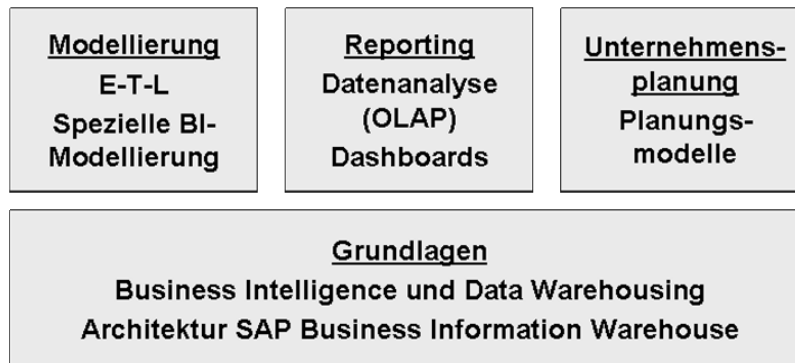 Modellierung
E-T-L
Spezielle BI-
Modellierung
Reporting
Datenanalyse
(OLAP)
Dashboards
Unternehmens-
planung
Planungs-
modelle
Grundlagen
Business Intelligence und Data Warehousing
Architektur SAP Business Information Warehouse